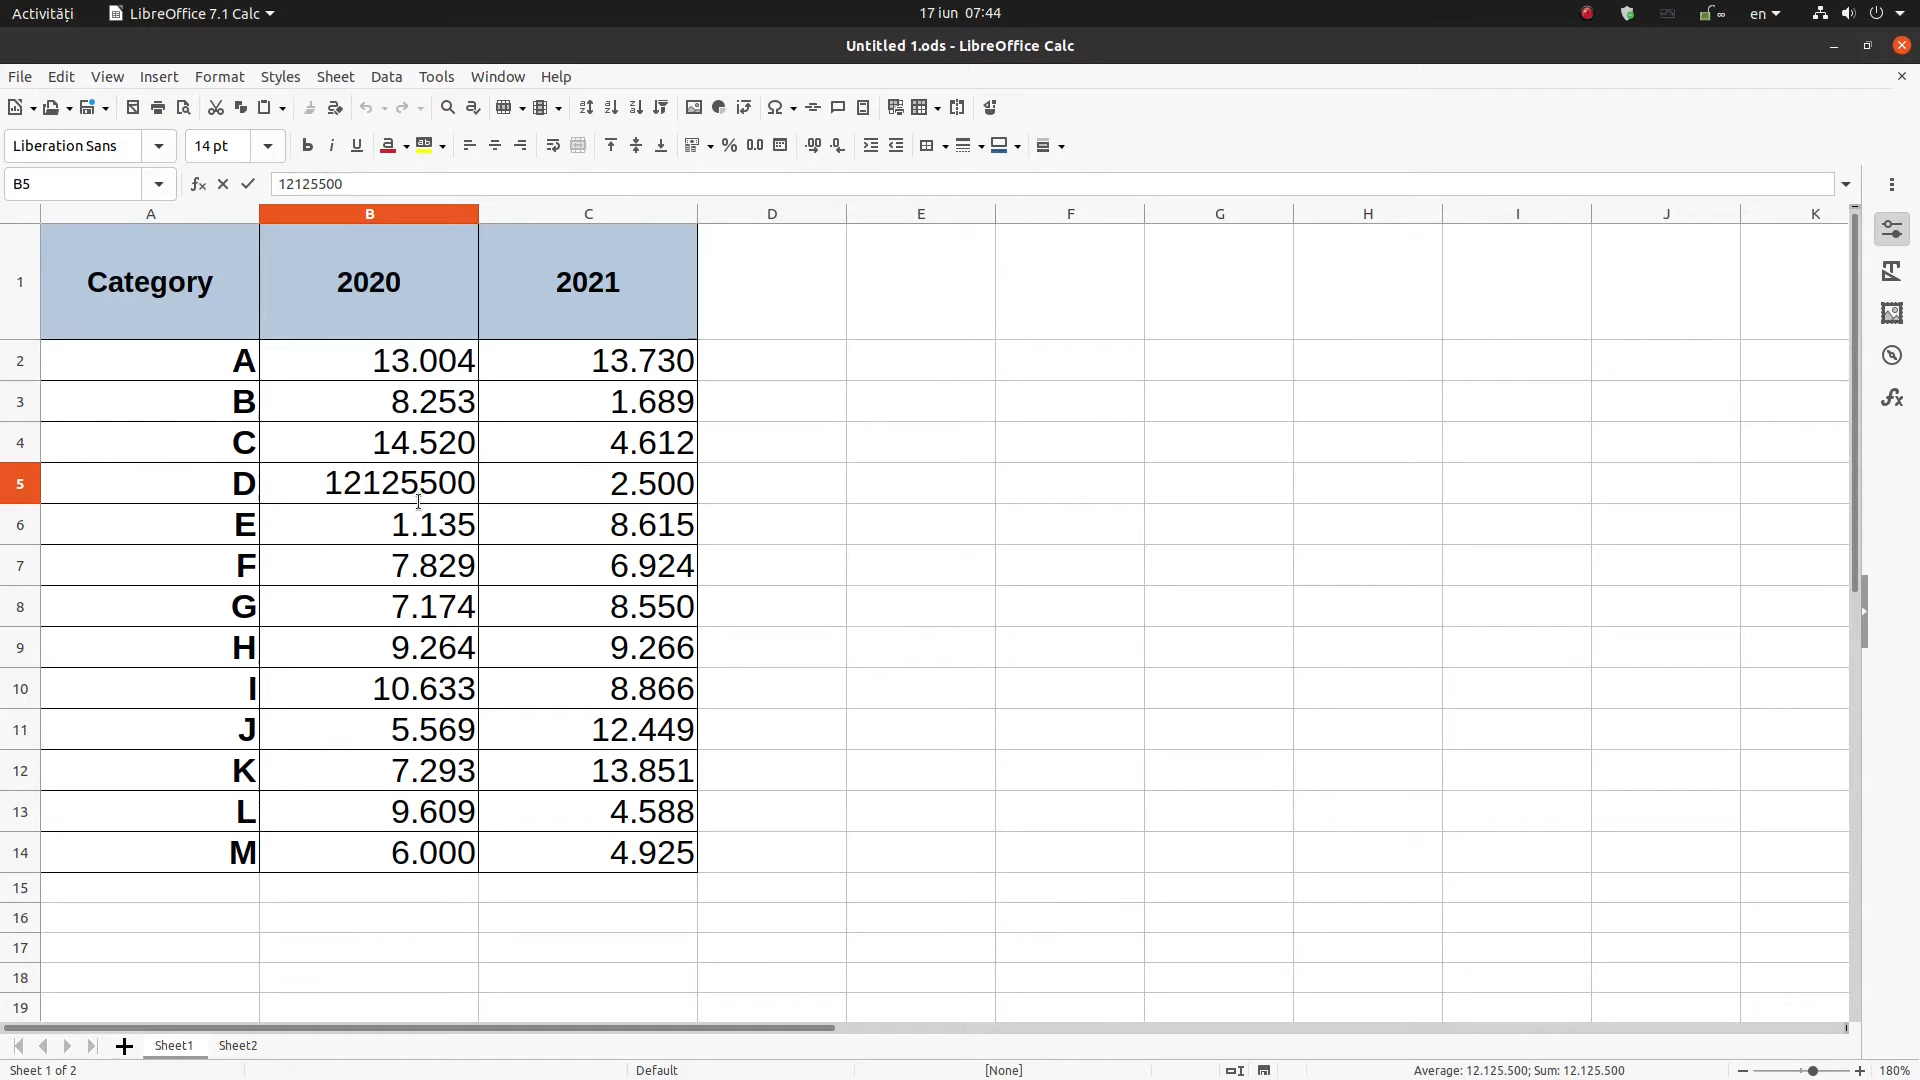 Activități LibreOffice 7.1 Calc 17 iun 07:44 ∞ en
Untitled 1.ods - LibreOffice Calc
File Edit View Insert Format Styles Sheet Data Tools Window Help
Liberation Sans 14 pt
B5 12125500
A B C D E F G H I J K
1 Category 2020 2021
2 A 13.004 13.730
3 B 8.253 1.689
4 C 14.520 4.612
5 D 12125500 2.500
6 E 1.135 8.615
7 F 7.829 6.924
8 G 7.174 8.550
9 H 9.264 9.266
10 I 10.633 8.866
11 J 5.569 12.449
12 K 7.293 13.851
13 L 9.609 4.588
14 M 6.000 4.925
15
16
17
18
19
Sheet1 Sheet2
Sheet 1 of 2 Default [None] Average: 12.125.500; Sum: 12.125.500 180%